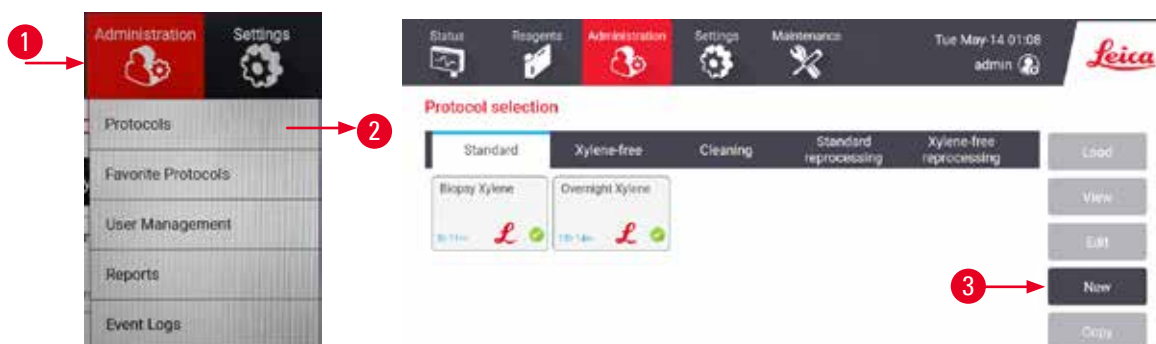 1
Administration
Settings
Protocols
2
Favorite Protocols
User Management
Reports
Event Logs
Status
Reagents
Administration
Settings
Maintenance
Tue May-14 01:08
admin
Leica
Protocol selection
Standard
Xylene-free
Cleaning
Standard
reprocessing
Xylene-free
reprocessing
Load
Biopsy Xylene
Overnight Xylene
View
Edit
3
New
Copy